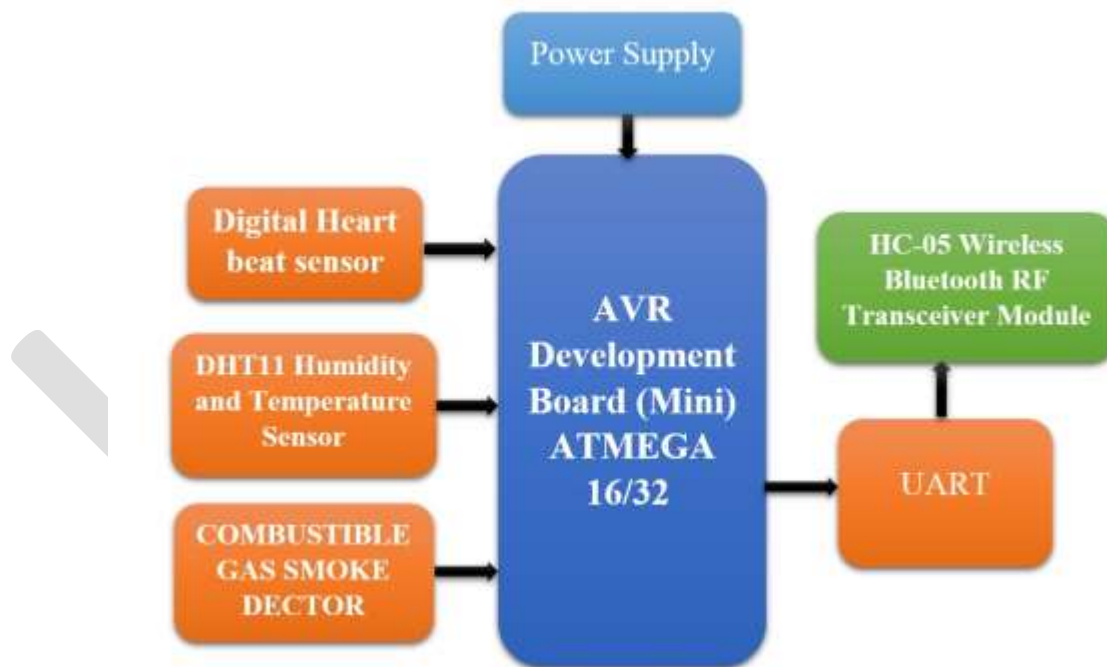 Power Supply
Digital Heart
beat sensor
DHT11 Humidity
and Temperature
Sensor
COMBUSTIBLE
GAS SMOKE
DECTOR
AVR
Development
Board (Mini)
ATMEGA
16/32
HC-05 Wireless
Bluetooth RF
Transceiver Module
UART